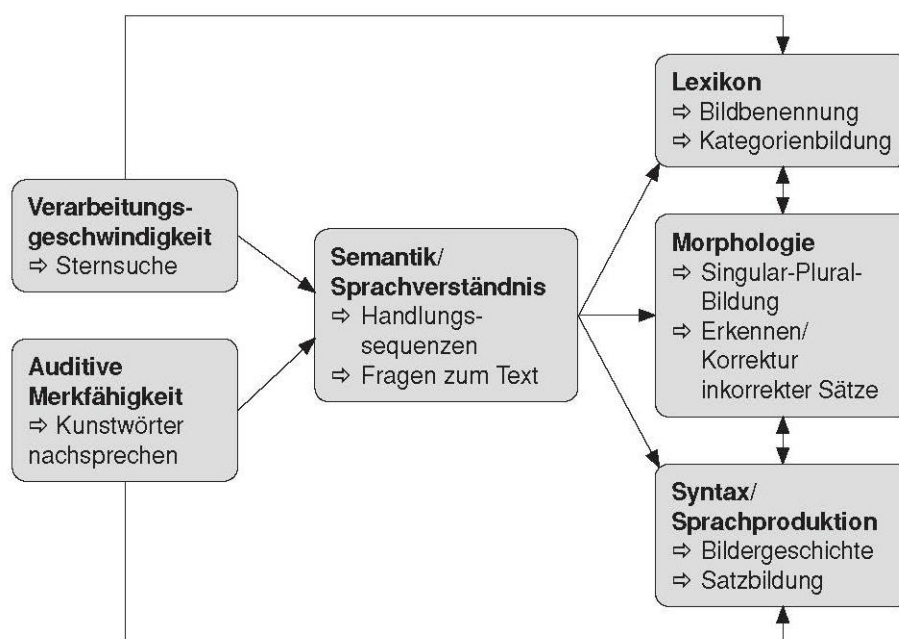 Verarbeitungs-
geschwindigkeit
⇨ Sternsuche
Auditive
Merkfähigkeit
⇨ Kunstwörter
nachsprechen
Semantik/
Sprachverständnis
⇨ Handlungs-
sequenzen
⇨ Fragen zum Text
Lexikon
⇨ Bildbenennung
⇨ Kategorienbildung
Morphologie
⇨ Singular-Plural-
Bildung
⇨ Erkennen/
Korrektur
inkorrekter Sätze
Syntax/
Sprachproduktion
⇨ Bildergeschichte
⇨ Satzbildung